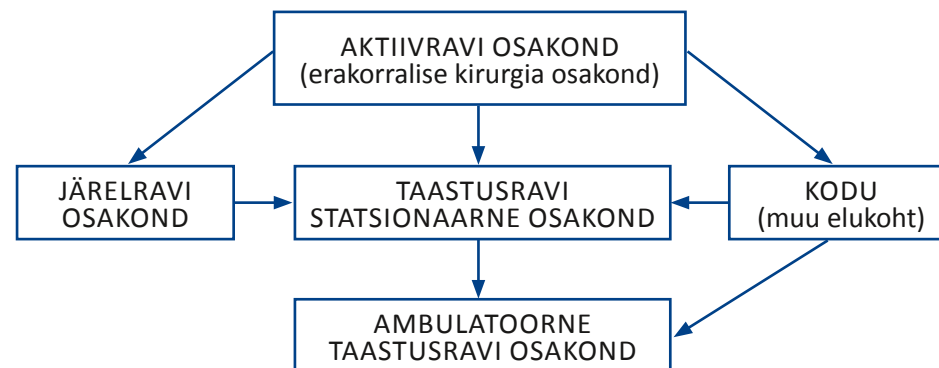 AKTIIVRAVI OSAKOND
(erakorralise kirurgia osakond)
JÄRELRAVI
OSAKOND
TAASTUSRAVI
STATSIONAARNE OSAKOND
KODU
(muu elukoht)
AMBULATOORNE
TAASTUSRAVI OSAKOND